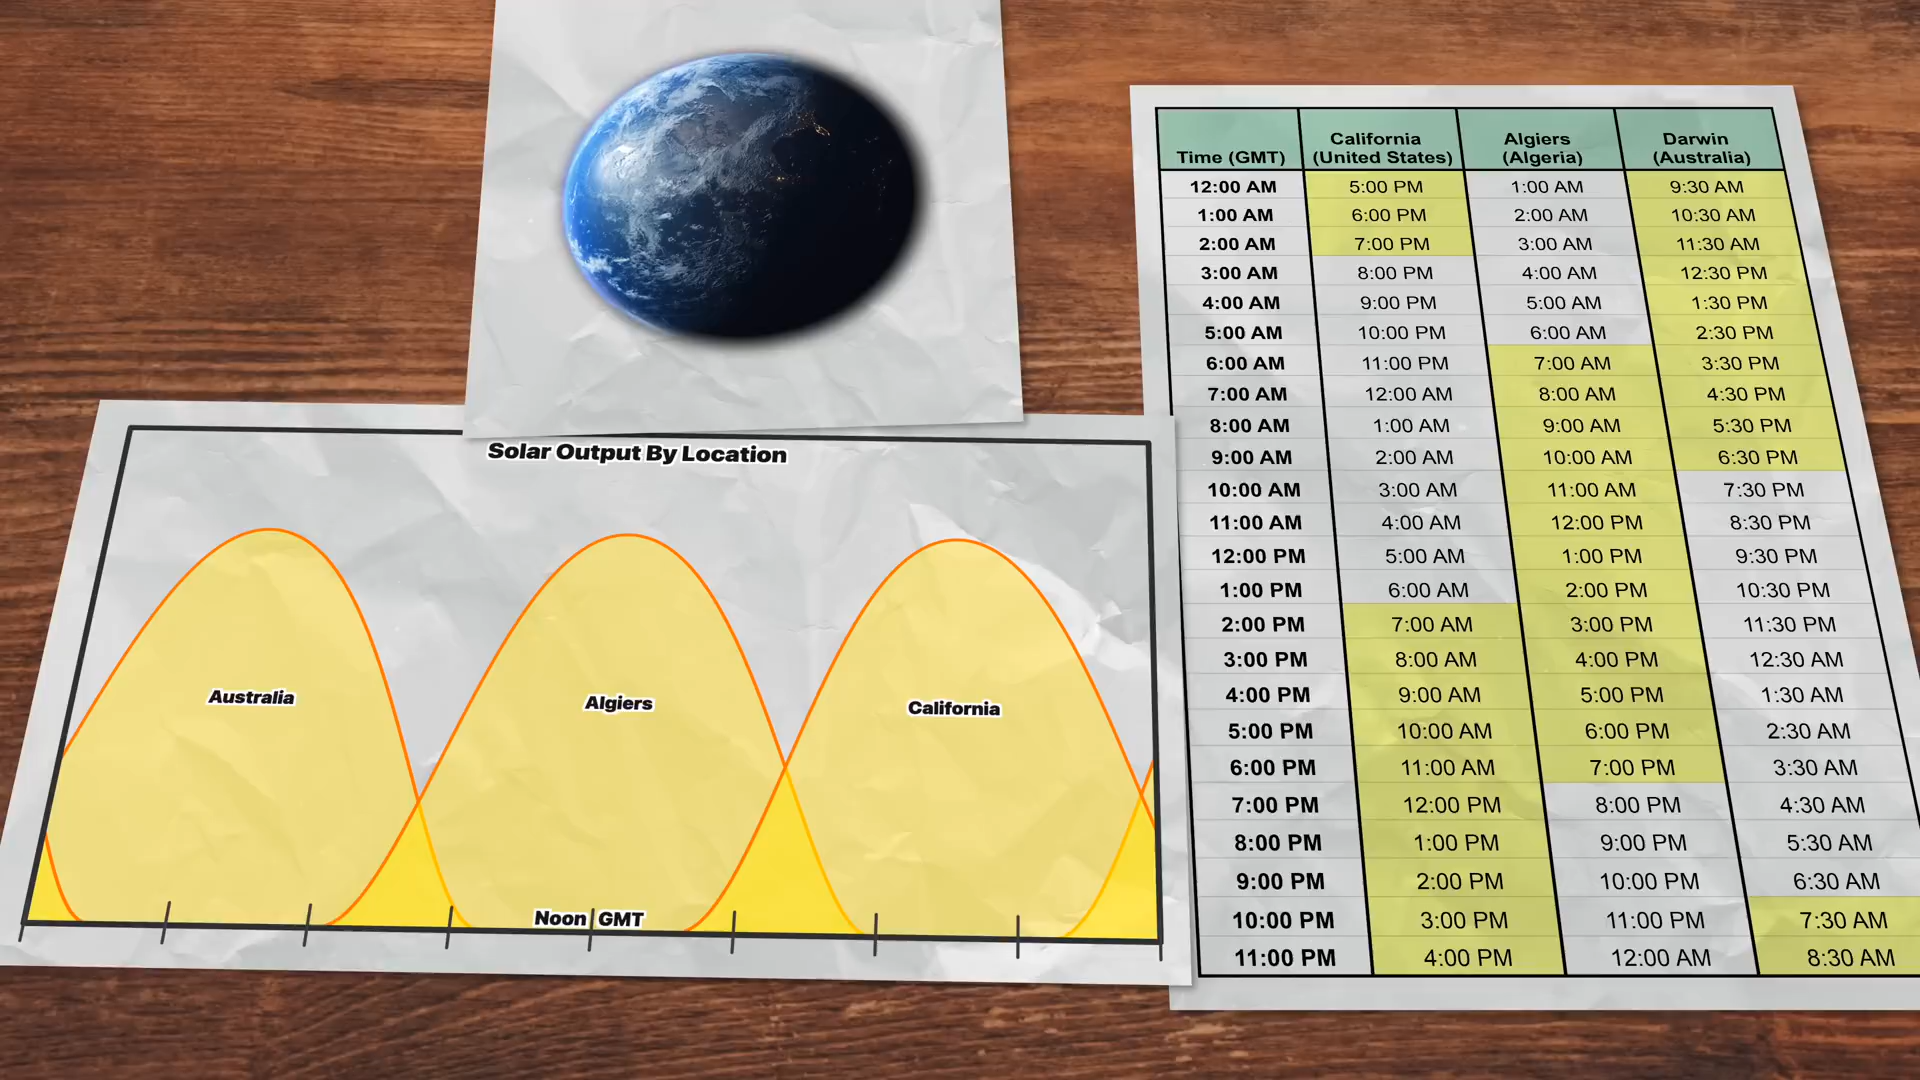 Solar Output By Location
Australia
Algiers
California
Noon GMT
Time (GMT) California (United States) Algiers (Algeria) Darwin (Australia)
12:00 AM 5:00 PM 1:00 AM 9:30 AM
1:00 AM 6:00 PM 2:00 AM 10:30 AM
2:00 AM 7:00 PM 3:00 AM 11:30 AM
3:00 AM 8:00 PM 4:00 AM 12:30 PM
4:00 AM 9:00 PM 5:00 AM 1:30 PM
5:00 AM 10:00 PM 6:00 AM 2:30 PM
6:00 AM 11:00 PM 7:00 AM 3:30 PM
7:00 AM 12:00 AM 8:00 AM 4:30 PM
8:00 AM 1:00 AM 9:00 AM 5:30 PM
9:00 AM 2:00 AM 10:00 AM 6:30 PM
10:00 AM 3:00 AM 11:00 AM 7:30 PM
11:00 AM 4:00 AM 12:00 PM 8:30 PM
12:00 PM 5:00 AM 1:00 PM 9:30 PM
1:00 PM 6:00 AM 2:00 PM 10:30 PM
2:00 PM 7:00 AM 3:00 PM 11:30 PM
3:00 PM 8:00 AM 4:00 PM 12:30 AM
4:00 PM 9:00 AM 5:00 PM 1:30 AM
5:00 PM 10:00 AM 6:00 PM 2:30 AM
6:00 PM 11:00 AM 7:00 PM 3:30 AM
7:00 PM 12:00 PM 8:00 PM 4:30 AM
8:00 PM 1:00 PM 9:00 PM 5:30 AM
9:00 PM 2:00 PM 10:00 PM 6:30 AM
10:00 PM 3:00 PM 11:00 PM 7:30 AM
11:00 PM 4:00 PM 12:00 AM 8:30 AM